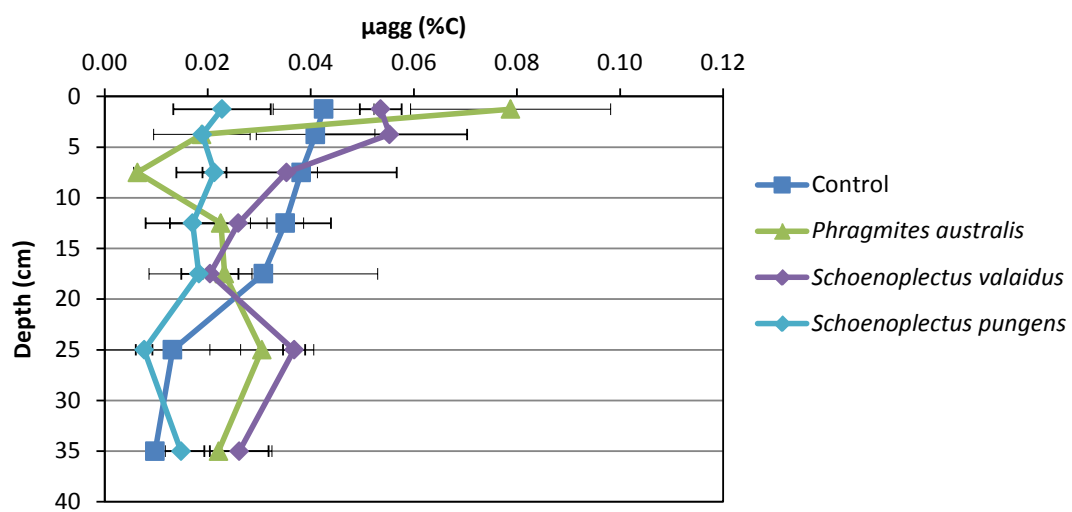 µagg (%C)
0.00 0.02 0.04 0.06 0.08 0.10 0.12
0
5
10
15
20
25
30
35
40
Depth (cm)
Control
Phragmites australis
Schoenoplectus valaidus
Schoenoplectus pungens